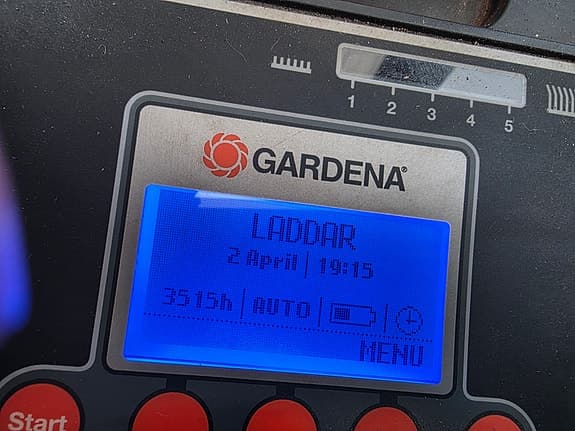 1 2 3 4 5
GARDENA®
LADDAR
2 April | 19:15
3515h | AUTO
MENU
Start